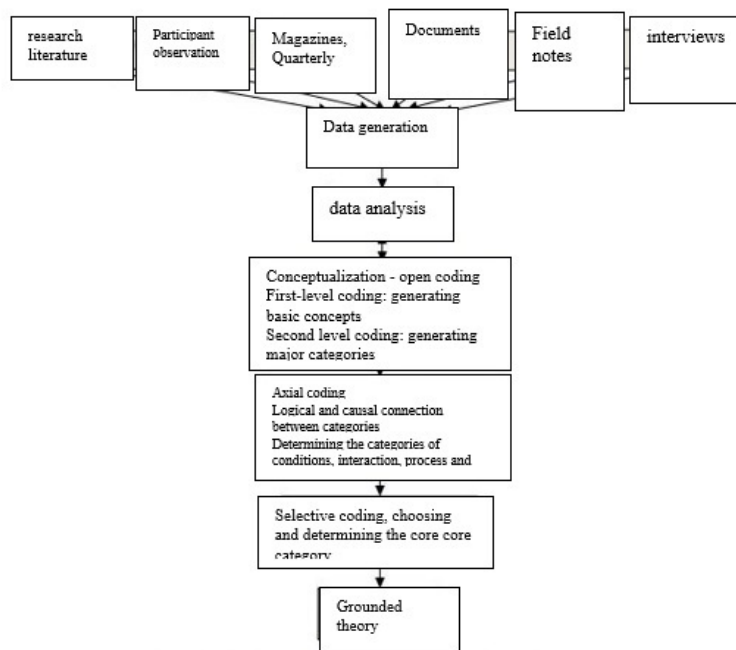 research
literature
Participant
observation
Magazines,
Quarterly
Documents
Field
notes
interviews
Data generation
data analysis
Conceptualization - open coding
First-level coding: generating
basic concepts
Second level coding: generating
major categories
Axial coding
Logical and causal connection
between categories
Determining the categories of
conditions, interaction, process and
Selective coding, choosing
and determining the core core
category
Grounded
theory